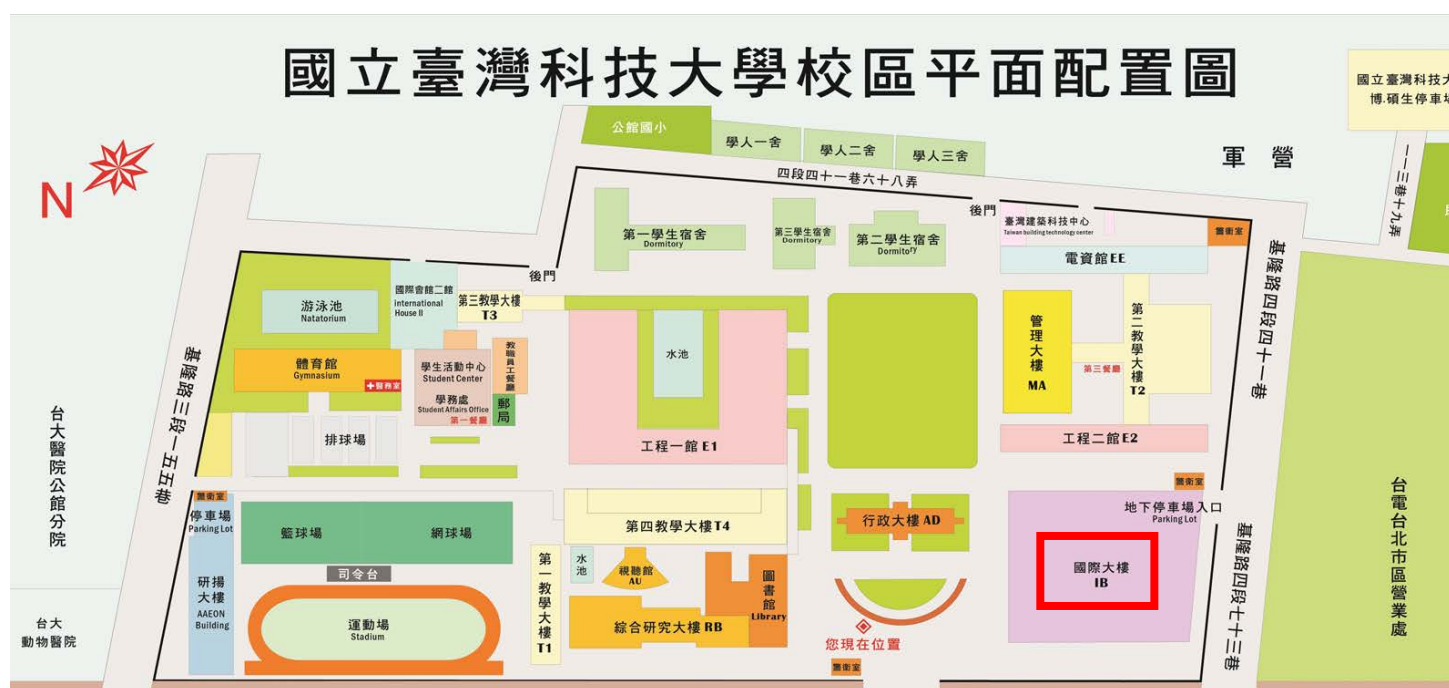 國立臺灣科技大學校區平面配置圖
國立臺灣科技大
博.碩生停車場
N
公館國小
學人一舍
學人二舍
學人三舍
軍 營
四段四十一巷六十八弄
一一三巷十九弄
後門
臺灣建築科技中心
Taiwan building technology center
警衛室
第一學生宿舍
Dormitory
第三學生宿舍
Dormitory
第二學生宿舍
Dormitory
電資館 EE
基隆路四段四十一巷
後門
國際會館二館
international
House II
第三教學大樓
T3
游泳池
Natatorium
體育館
Gymnasium
醫務室
學生活動中心
Student Center
學務處
Student Affairs Office
第一餐廳
教職員工餐廳
郵局
水池
工程一館 E1
管理大樓
MA
第三餐廳
第二教學大樓
T2
工程二館 E2
基隆路三段一五五巷
台大醫院公館分院
排球場
警衛室
停車場
Parking Lot
籃球場
網球場
司令台
研揚
大樓
AAEON
Building
運動場
Stadium
台大
動物醫院
第四教學大樓 T4
第一教學大樓
T1
水池
視聽館
AU
圖書館
Library
綜合研究大樓 RB
行政大樓 AD
您現在位置
警衛室
警衛室
地下停車場入口
Parking Lot
國際大樓
IB
基隆路四段七十三巷
台電台北市區營業處